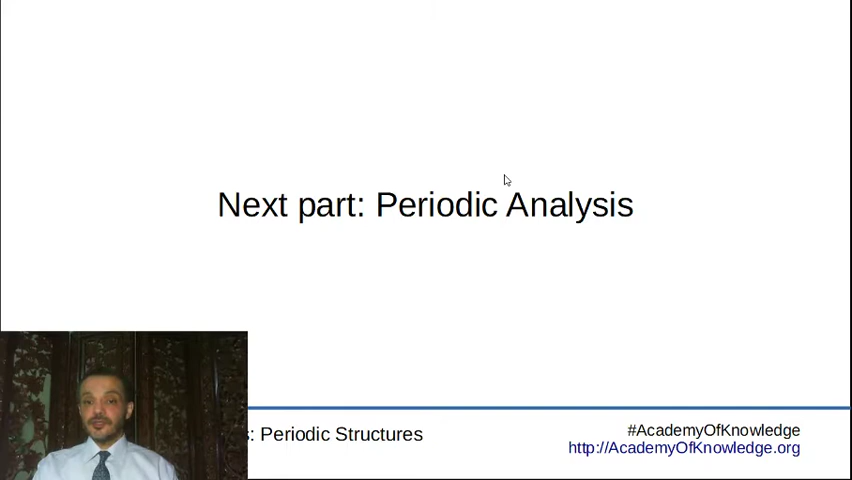 Next part: Periodic Analysis
: Periodic Structures
#AcademyOfKnowledge
http://AcademyOfKnowledge.org